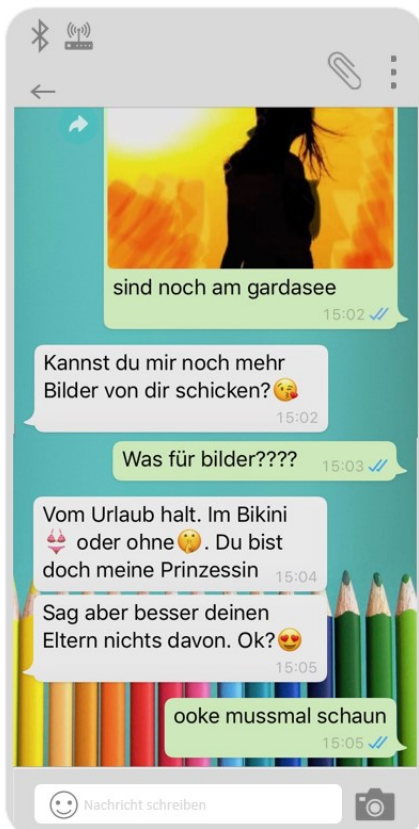 sind noch am gardasee
15:02
Kannst du mir noch mehr
Bilder von dir schicken?😘
15:02
Was für bilder????
15:03
Vom Urlaub halt. Im Bikini
👙 oder ohne🤫. Du bist
doch meine Prinzessin
15:04
Sag aber besser deinen
Eltern nichts davon. Ok?😍
15:05
ooke mussmal schaun
15:05
Nachricht schreiben